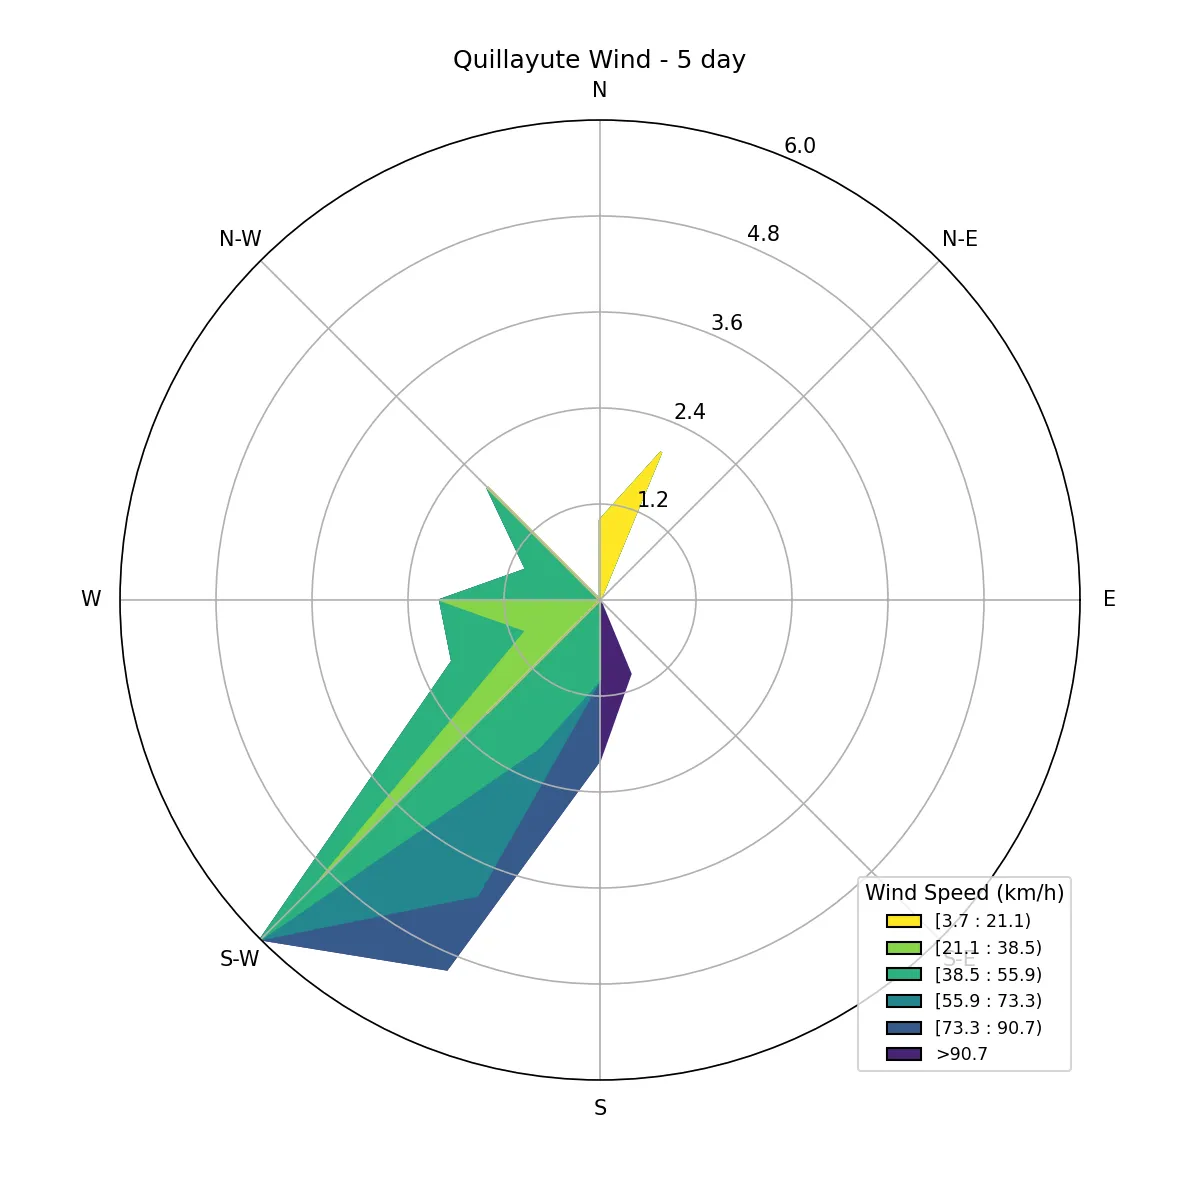 Quillayute Wind - 5 day
N
6.0
N-W
4.8
N-E
3.6
2.4
1.2
W
E
S-W
S-E
S
Wind Speed (km/h)
[3.7 : 21.1)
[21.1 : 38.5)
[38.5 : 55.9)
[55.9 : 73.3)
[73.3 : 90.7)
>90.7